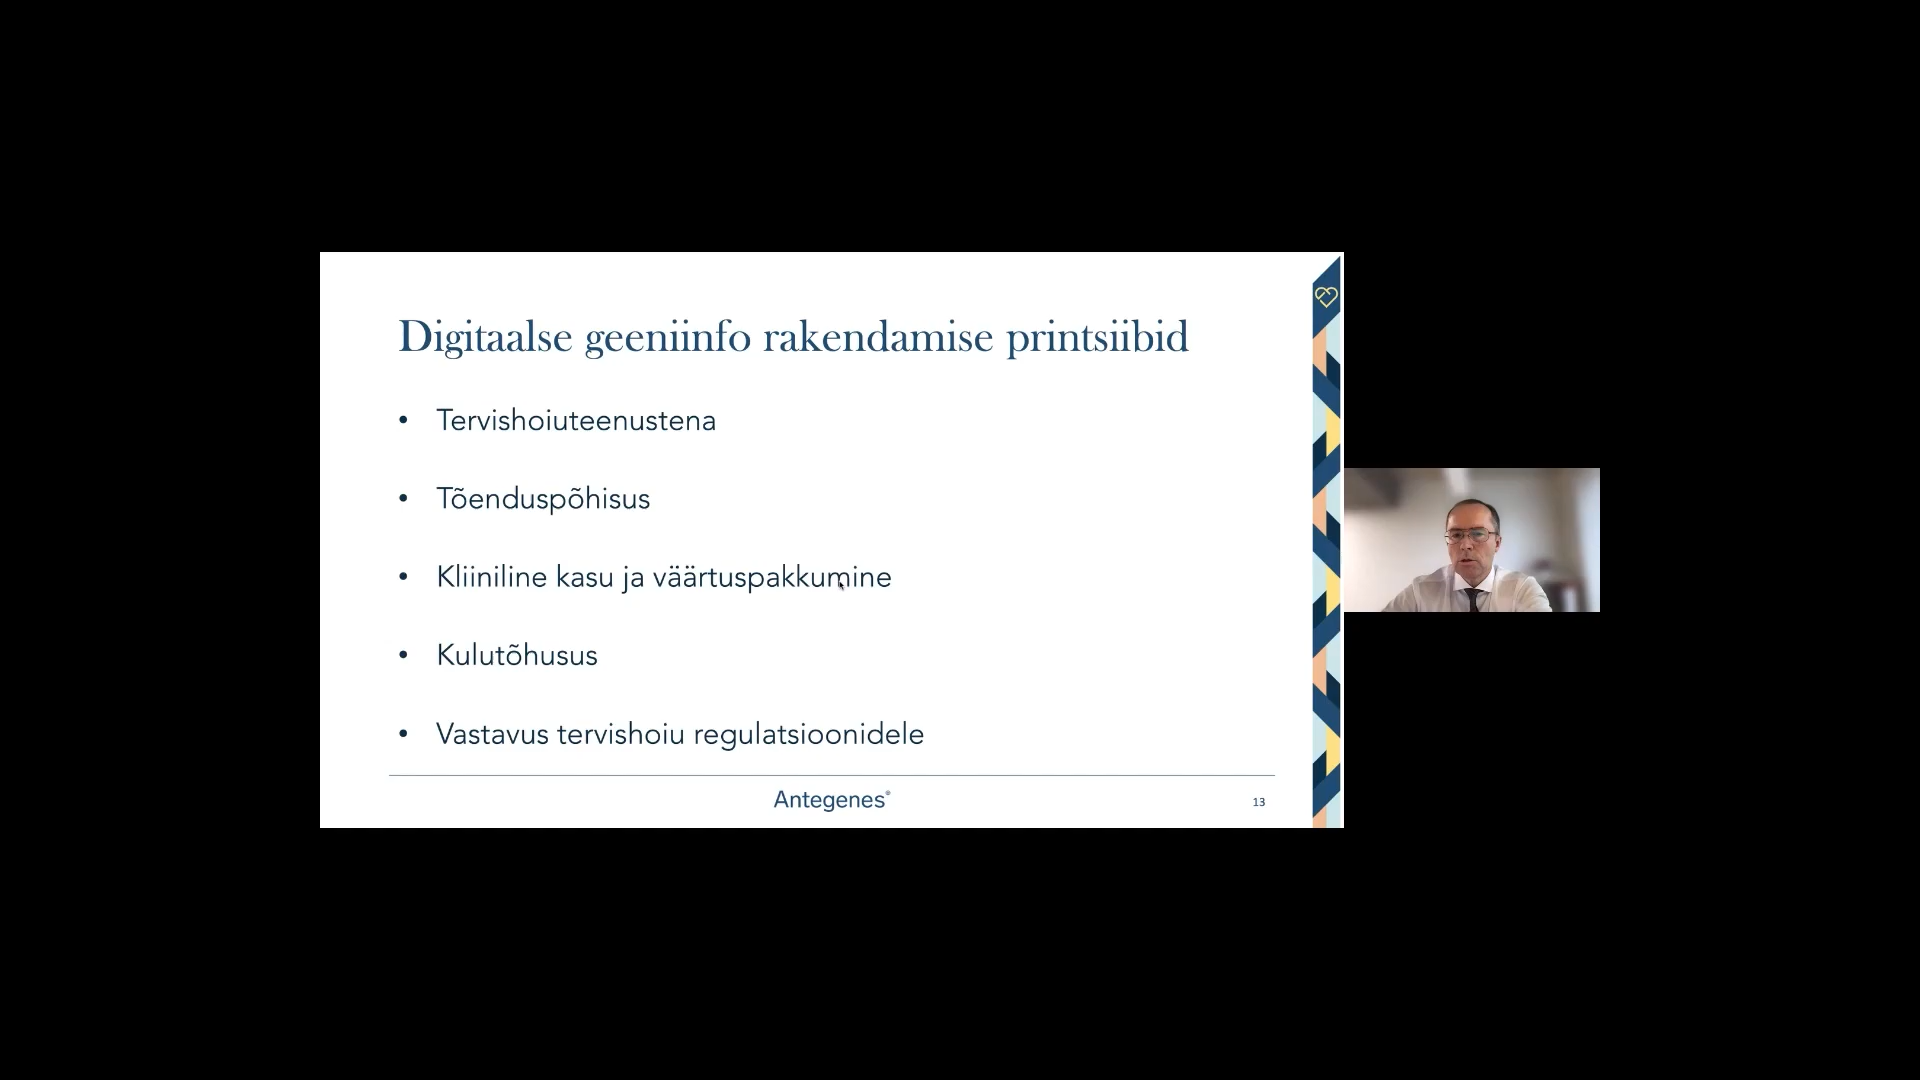 Digitaalse geeniinfo rakendamise printsiibid
• Tervishoiuteenustena
• Tõenduspõhisus
• Kliiniline kasu ja väärtuspakkumine
• Kulutõhusus
• Vastavus tervishoiu regulatsioonidele
Antegenes®
13